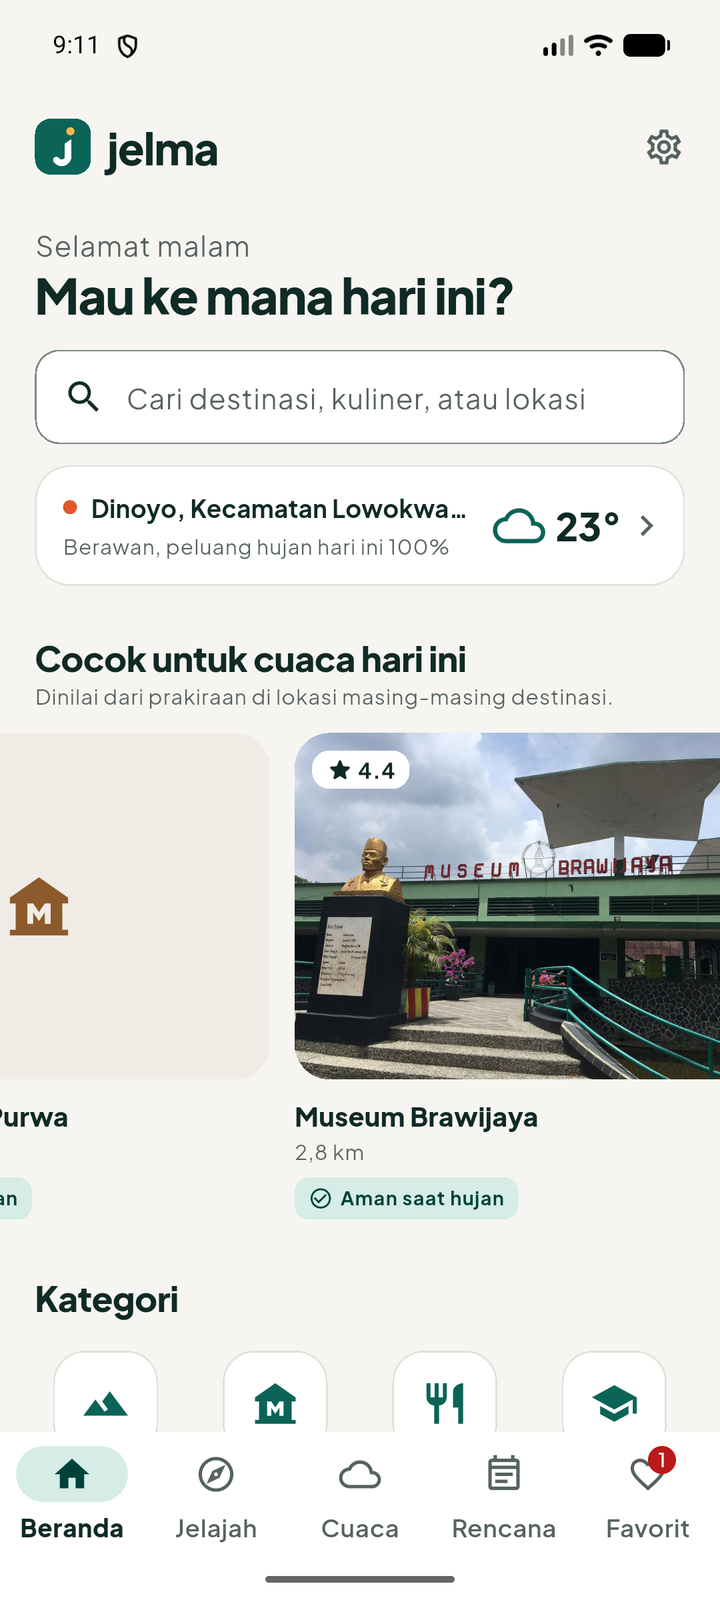 9:11
jelma
Selamat malam
Mau ke mana hari ini?
Cari destinasi, kuliner, atau lokasi
Dinoyo, Kecamatan Lowokwa...
Berawan, peluang hujan hari ini 100%
23°
Cocok untuk cuaca hari ini
Dinilai dari prakiraan di lokasi masing-masing destinasi.
M
4.4
MUSEUM BRAWIJAYA
Purwa
an
Museum Brawijaya
2,8 km
Aman saat hujan
Kategori
M
1
Beranda
Jelajah
Cuaca
Rencana
Favorit